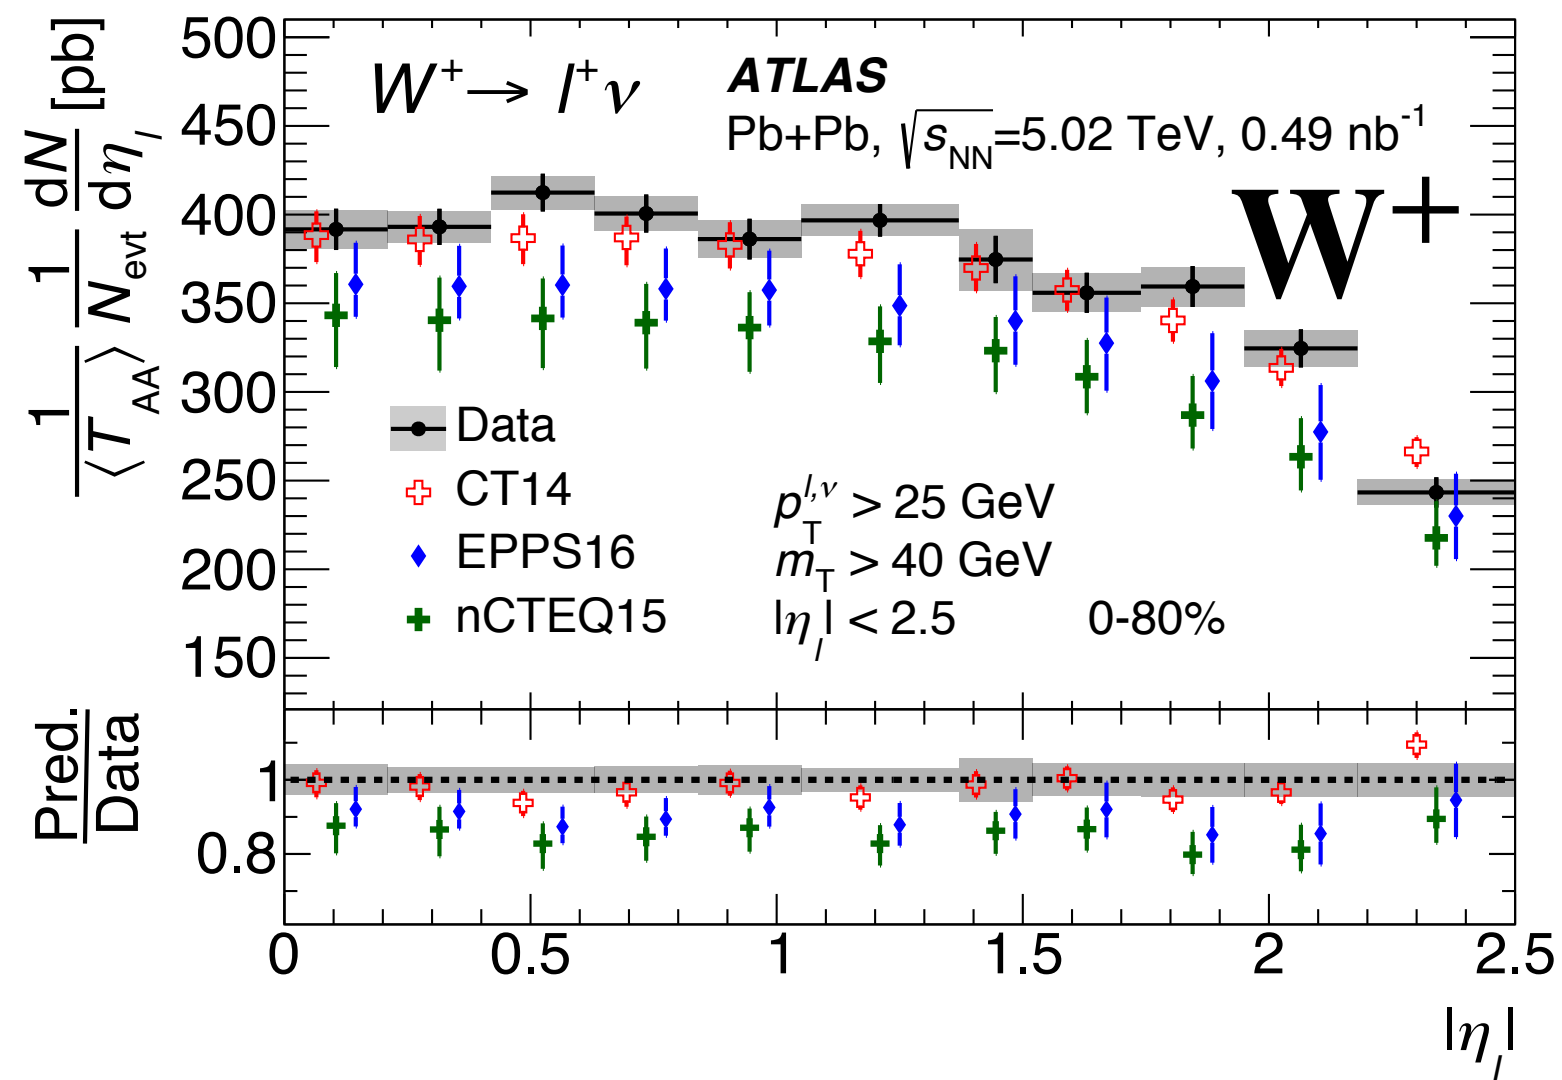 1/⟨T_AA⟩ 1/N_evt dN/dη_l [pb]
500
450
400
350
300
250
200
150
W⁺ → l⁺ν
ATLAS
Pb+Pb, √s_NN=5.02 TeV, 0.49 nb⁻¹
W⁺
Data
CT14
EPPS16
nCTEQ15
p_T^{l,ν} > 25 GeV
m_T > 40 GeV
|η_l| < 2.5 0-80%
Pred./Data
1
0.8
0 0.5 1 1.5 2 2.5
|η_l|